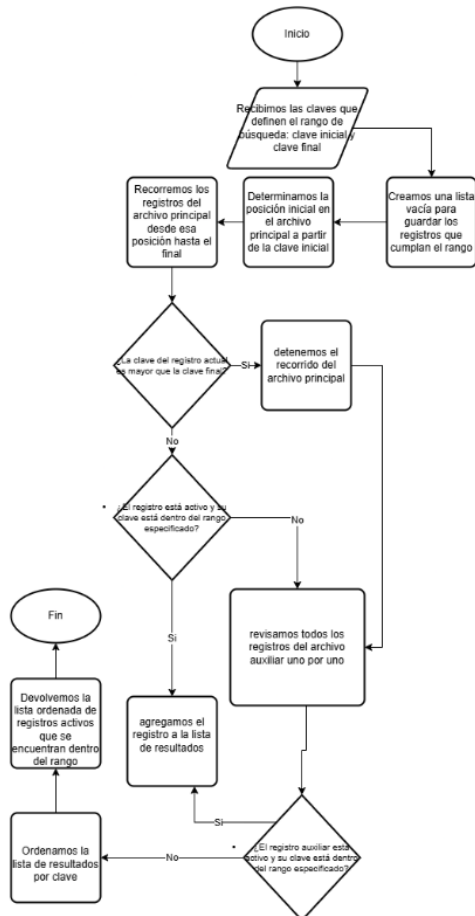 Inicio
Recibimos las claves que
definen el rango de
búsqueda: clave inicial y
clave final
Recorremos los
registros del
archivo principal
desde esa
posición hasta el
final
Determinamos la
posición inicial en
el archivo
principal a partir
de la clave inicial
Creamos una lista
vacía para
guardar los
registros que
cumplan el rango
¿La clave del registro actual
es mayor que la clave final?
Si
detenemos el
recorrido del
archivo principal
No
¿El registro está activo y su
clave está dentro del rango
especificado?
No
Si
Fin
revisamos todos los
registros del archivo
auxiliar uno por uno
Devolvemos la
lista ordenada de
registros activos
que se
encuentran dentro
del rango
agregamos el
registro a la lista
de resultados
Si
Ordenamos la
lista de resultados
por clave
No
¿El registro auxiliar está
activo y su clave está dentro
del rango especificado?